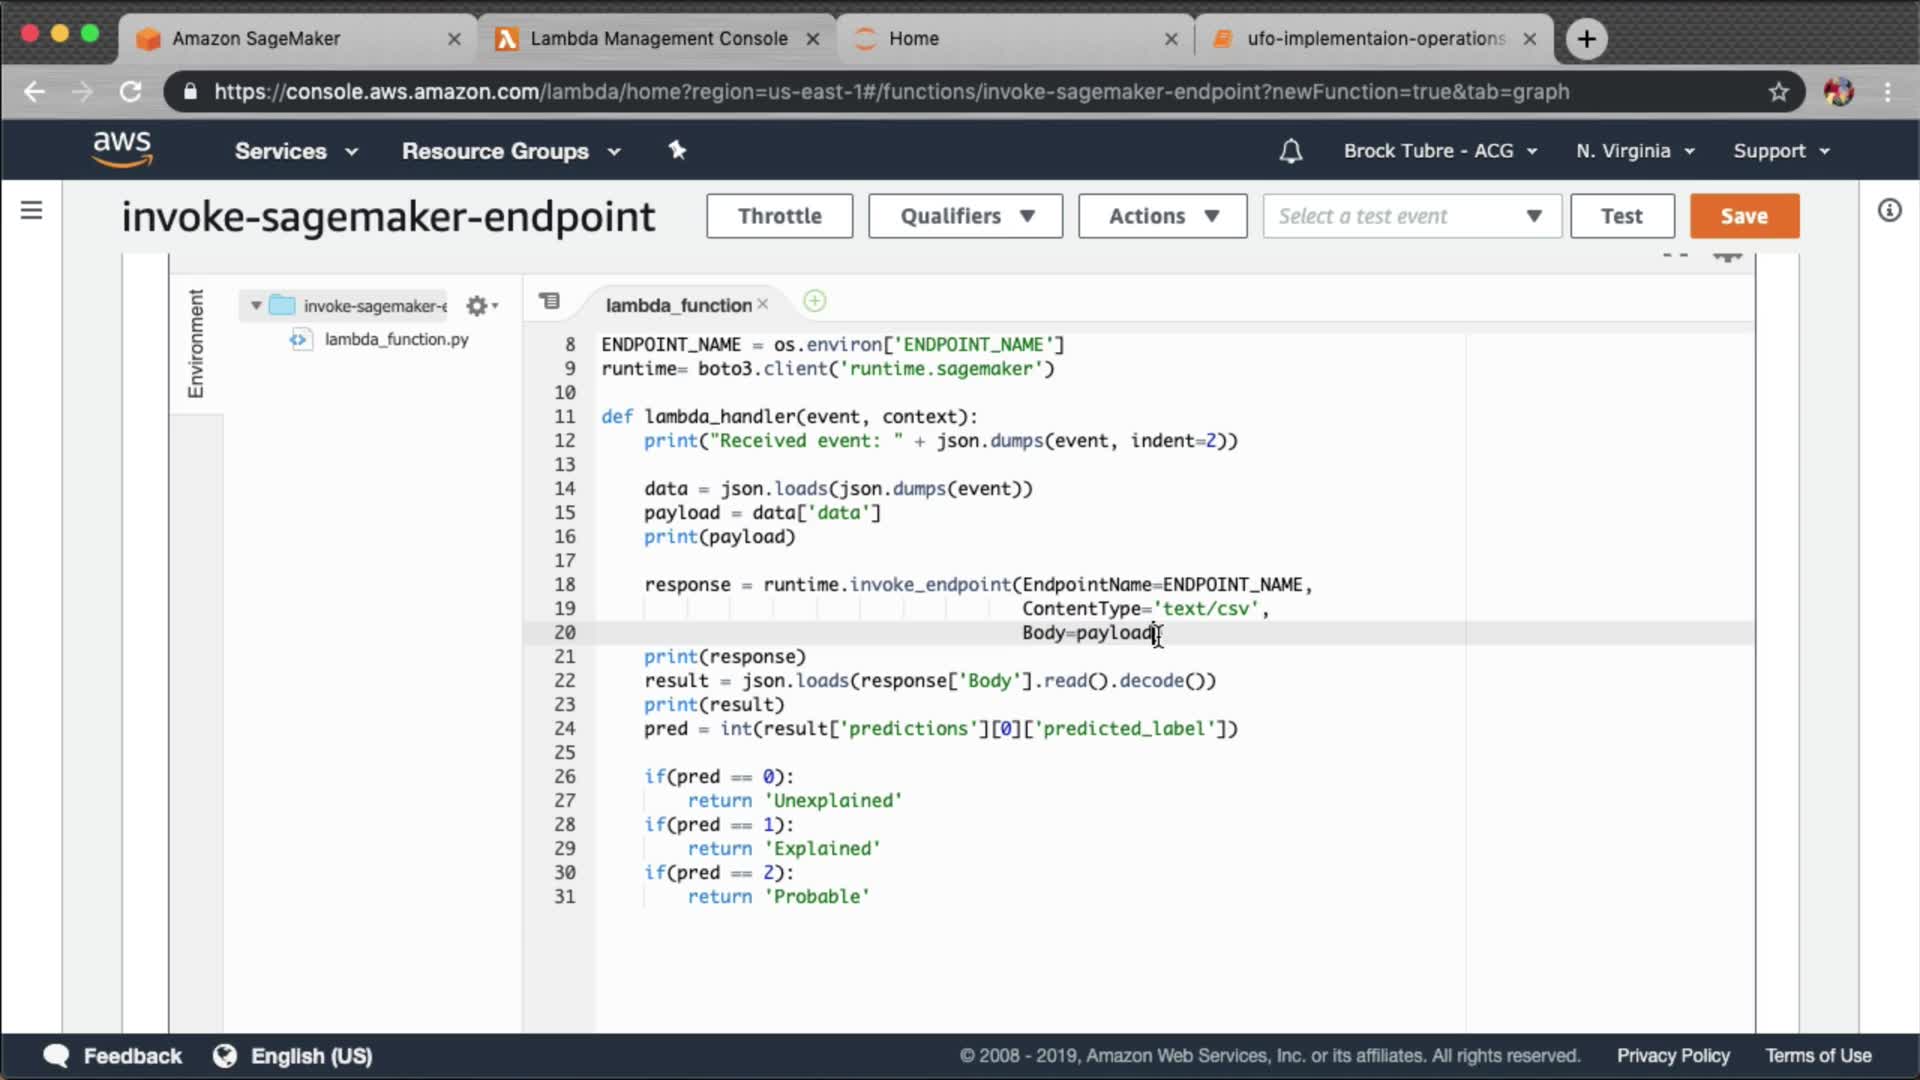 Amazon SageMaker
Lambda Management Console
Home
ufo-implementaion-operations
https://console.aws.amazon.com/lambda/home?region=us-east-1#/functions/invoke-sagemaker-endpoint?newFunction=true&tab=graph
aws
Services
Resource Groups
Brock Tubre - ACG
N. Virginia
Support
invoke-sagemaker-endpoint
Throttle
Qualifiers
Actions
Select a test event
Test
Save
Environment
invoke-sagemaker-e
lambda_function.py
lambda_function
8 ENDPOINT_NAME = os.environ['ENDPOINT_NAME']
9 runtime= boto3.client('runtime.sagemaker')
10
11 def lambda_handler(event, context):
12 print("Received event: " + json.dumps(event, indent=2))
13
14 data = json.loads(json.dumps(event))
15 payload = data['data']
16 print(payload)
17
18 response = runtime.invoke_endpoint(EndpointName=ENDPOINT_NAME,
19 ContentType='text/csv',
20 Body=payload
21 print(response)
22 result = json.loads(response['Body'].read().decode())
23 print(result)
24 pred = int(result['predictions'][0]['predicted_label'])
25
26 if(pred == 0):
27 return 'Unexplained'
28 if(pred == 1):
29 return 'Explained'
30 if(pred == 2):
31 return 'Probable'
Feedback
English (US)
© 2008 - 2019, Amazon Web Services, Inc. or its affiliates. All rights reserved.
Privacy Policy
Terms of Use